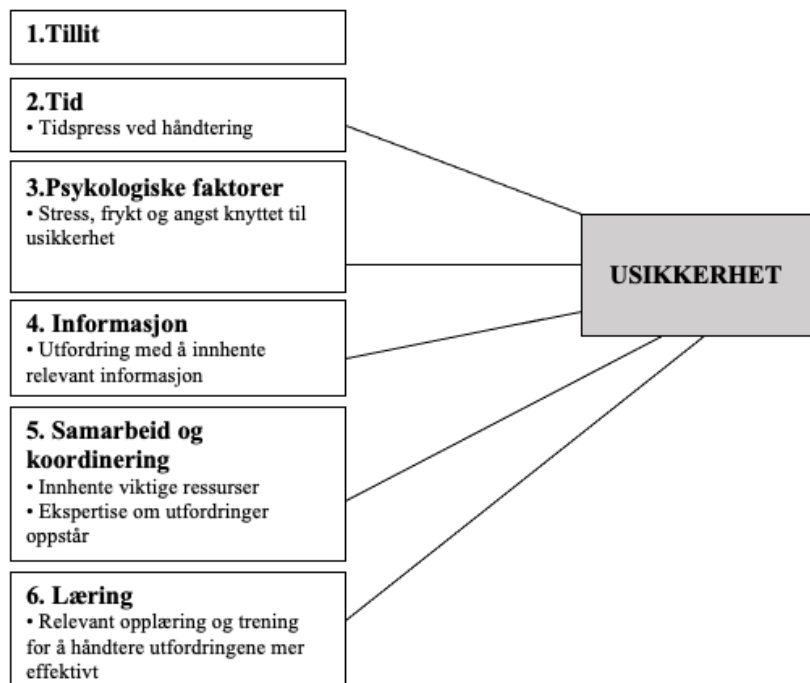 1.Tillit
2.Tid
• Tidspress ved håndtering
3.Psykologiske faktorer
• Stress, frykt og angst knyttet til
usikkerhet
4. Informasjon
• Utfordring med å innhente
relevant informasjon
5. Samarbeid og
koordinering
• Innhente viktige ressurser
• Ekspertise om utfordringer
oppstår
6. Læring
• Relevant opplæring og trening
for å håndtere utfordringene mer
effektivt
USIKKERHET